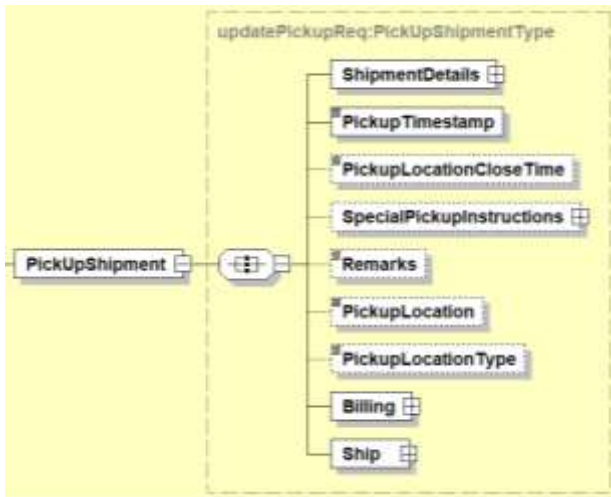 updatePickupReq:PickUpShipmentType
ShipmentDetails
PickupTimestamp
PickupLocationCloseTime
SpecialPickupInstructions
PickUpShipment
Remarks
PickupLocation
PickupLocationType
Billing
Ship